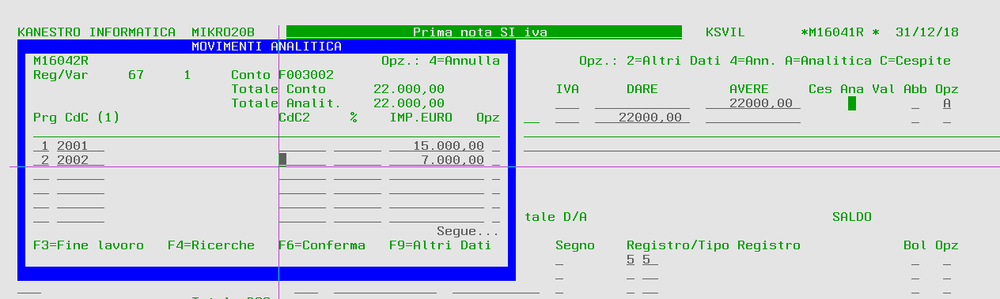 KANESTRO INFORMATICA MIKRO20B Prima nota SI iva KSVIL *M16041R * 31/12/18
MOVIMENTI ANALITICA
M16042R Opz.: 4=Annulla Opz.: 2=Altri Dati 4=Ann. A=Analitica C=Cespite
Reg/Var 67 1 Conto F003002
Totale Conto 22.000,00 IVA DARE AVERE Ces Ana Val Abb Opz
Totale Analit. 22.000,00 22000,00 A
Prg CdC (1) CdC2 % IMP.EURO Opz 22000,00
1 2001 15.000,00
2 2002 7.000,00
tale D/A SALDO
Segue...
F3=Fine lavoro F4=Ricerche F6=Conferma F9=Altri Dati Segno Registro/Tipo Registro Bol Opz
5 5